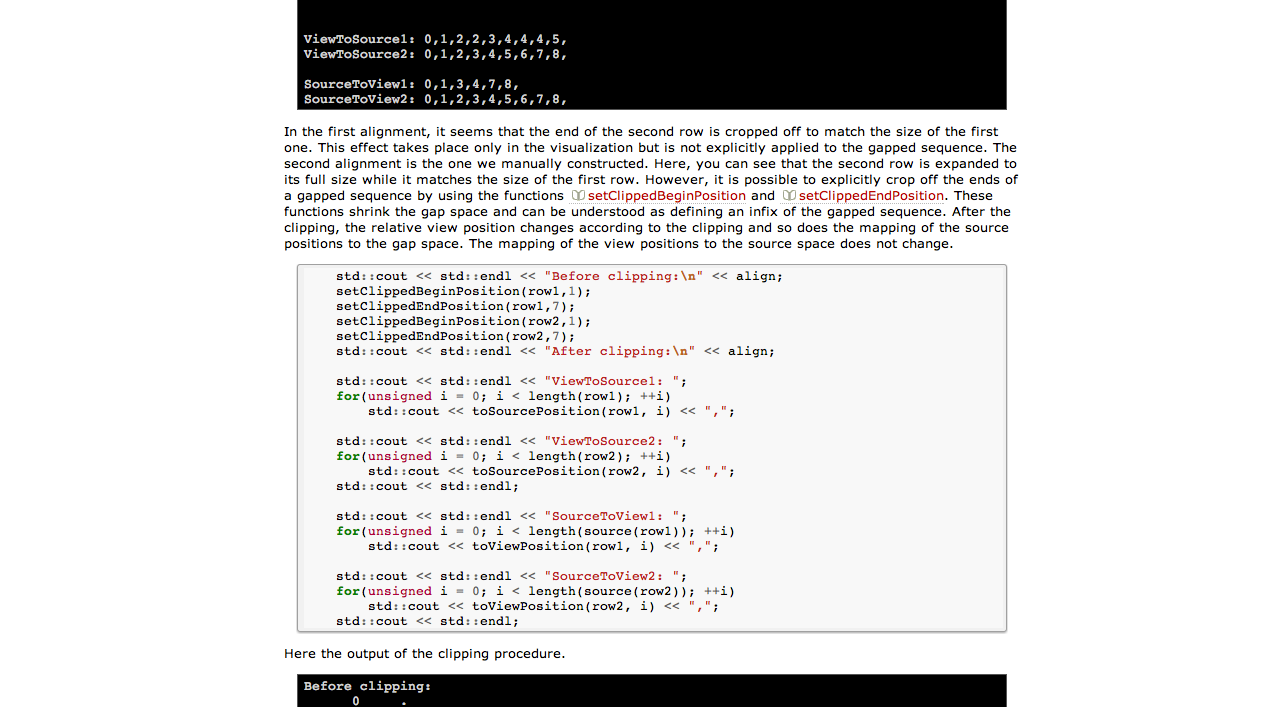 ViewToSource1: 0,1,2,2,3,4,4,4,5,
ViewToSource2: 0,1,2,3,4,5,6,7,8,
SourceToView1: 0,1,3,4,7,8,
SourceToView2: 0,1,2,3,4,5,6,7,8,
In the first alignment, it seems that the end of the second row is cropped off to match the size of the first
one. This effect takes place only in the visualization but is not explicitly applied to the gapped sequence. The
second alignment is the one we manually constructed. Here, you can see that the second row is expanded to
its full size while it matches the size of the first row. However, it is possible to explicitly crop off the ends of
a gapped sequence by using the functions setClippedBeginPosition and setClippedEndPosition. These
functions shrink the gap space and can be understood as defining an infix of the gapped sequence. After the
clipping, the relative view position changes according to the clipping and so does the mapping of the source
positions to the gap space. The mapping of the view positions to the source space does not change.
std::cout << std::endl << "Before clipping:\n" << align;
setClippedBeginPosition(row1,1);
setClippedEndPosition(row1,7);
setClippedBeginPosition(row2,1);
setClippedEndPosition(row2,7);
std::cout << std::endl << "After clipping:\n" << align;
std::cout << std::endl << "ViewToSource1: ";
for(unsigned i = 0; i < length(row1); ++i)
std::cout << toSourcePosition(row1, i) << ",";
std::cout << std::endl << "ViewToSource2: ";
for(unsigned i = 0; i < length(row2); ++i)
std::cout << toSourcePosition(row2, i) << ",";
std::cout << std::endl;
std::cout << std::endl << "SourceToView1: ";
for(unsigned i = 0; i < length(source(row1)); ++i)
std::cout << toViewPosition(row1, i) << ",";
std::cout << std::endl << "SourceToView2: ";
for(unsigned i = 0; i < length(source(row2)); ++i)
std::cout << toViewPosition(row2, i) << ",";
std::cout << std::endl;
Here the output of the clipping procedure.
Before clipping:
0 .